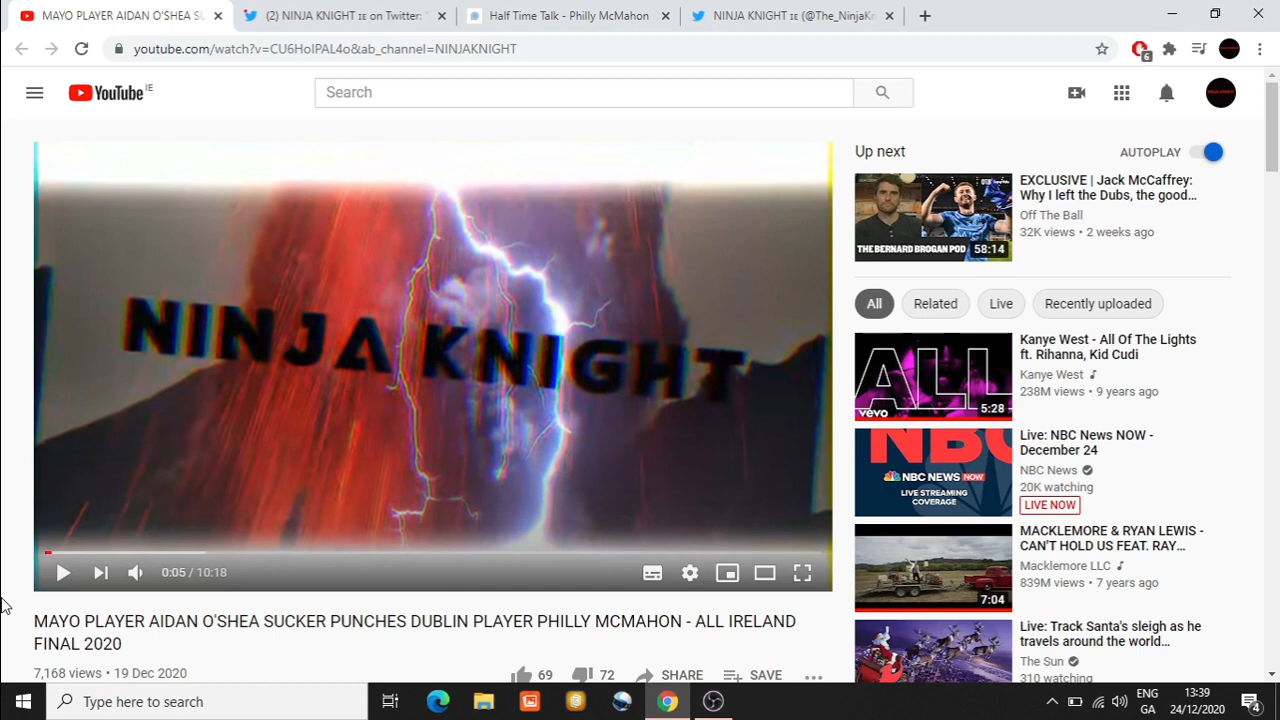 MAYO PLAYER AIDAN O'SHEA SU
(2) NINJA KNIGHT IE on Twitter: "
Half Time Talk - Philly McMahon
NINJA KNIGHT IE (@The_NinjaKn
youtube.com/watch?v=CU6HoIPAL4o&ab_channel=NINJAKNIGHT
6
YouTube IE
Search
NINJA KNIGHT
0:05 / 10:18
MAYO PLAYER AIDAN O'SHEA SUCKER PUNCHES DUBLIN PLAYER PHILLY MCMAHON - ALL IRELAND
FINAL 2020
7,168 views • 19 Dec 2020
69
72
SHARE
SAVE
Up next
AUTOPLAY
THE BERNARD BROGAN POD
58:14
EXCLUSIVE | Jack McCaffrey:
Why I left the Dubs, the good...
Off The Ball
32K views • 2 weeks ago
All
Related
Live
Recently uploaded
ALL
vevo
5:28
Kanye West - All Of The Lights
ft. Rihanna, Kid Cudi
Kanye West
238M views • 9 years ago
NBC
NBC NEWS NOW
LIVE STREAMING
COVERAGE
Live: NBC News NOW -
December 24
NBC News
20K watching
LIVE NOW
7:04
MACKLEMORE & RYAN LEWIS -
CAN'T HOLD US FEAT. RAY...
Macklemore LLC
839M views • 7 years ago
Live: Track Santa's sleigh as he
travels around the world...
The Sun
310 watching
Type here to search
ENG
GA
13:39
24/12/2020
4